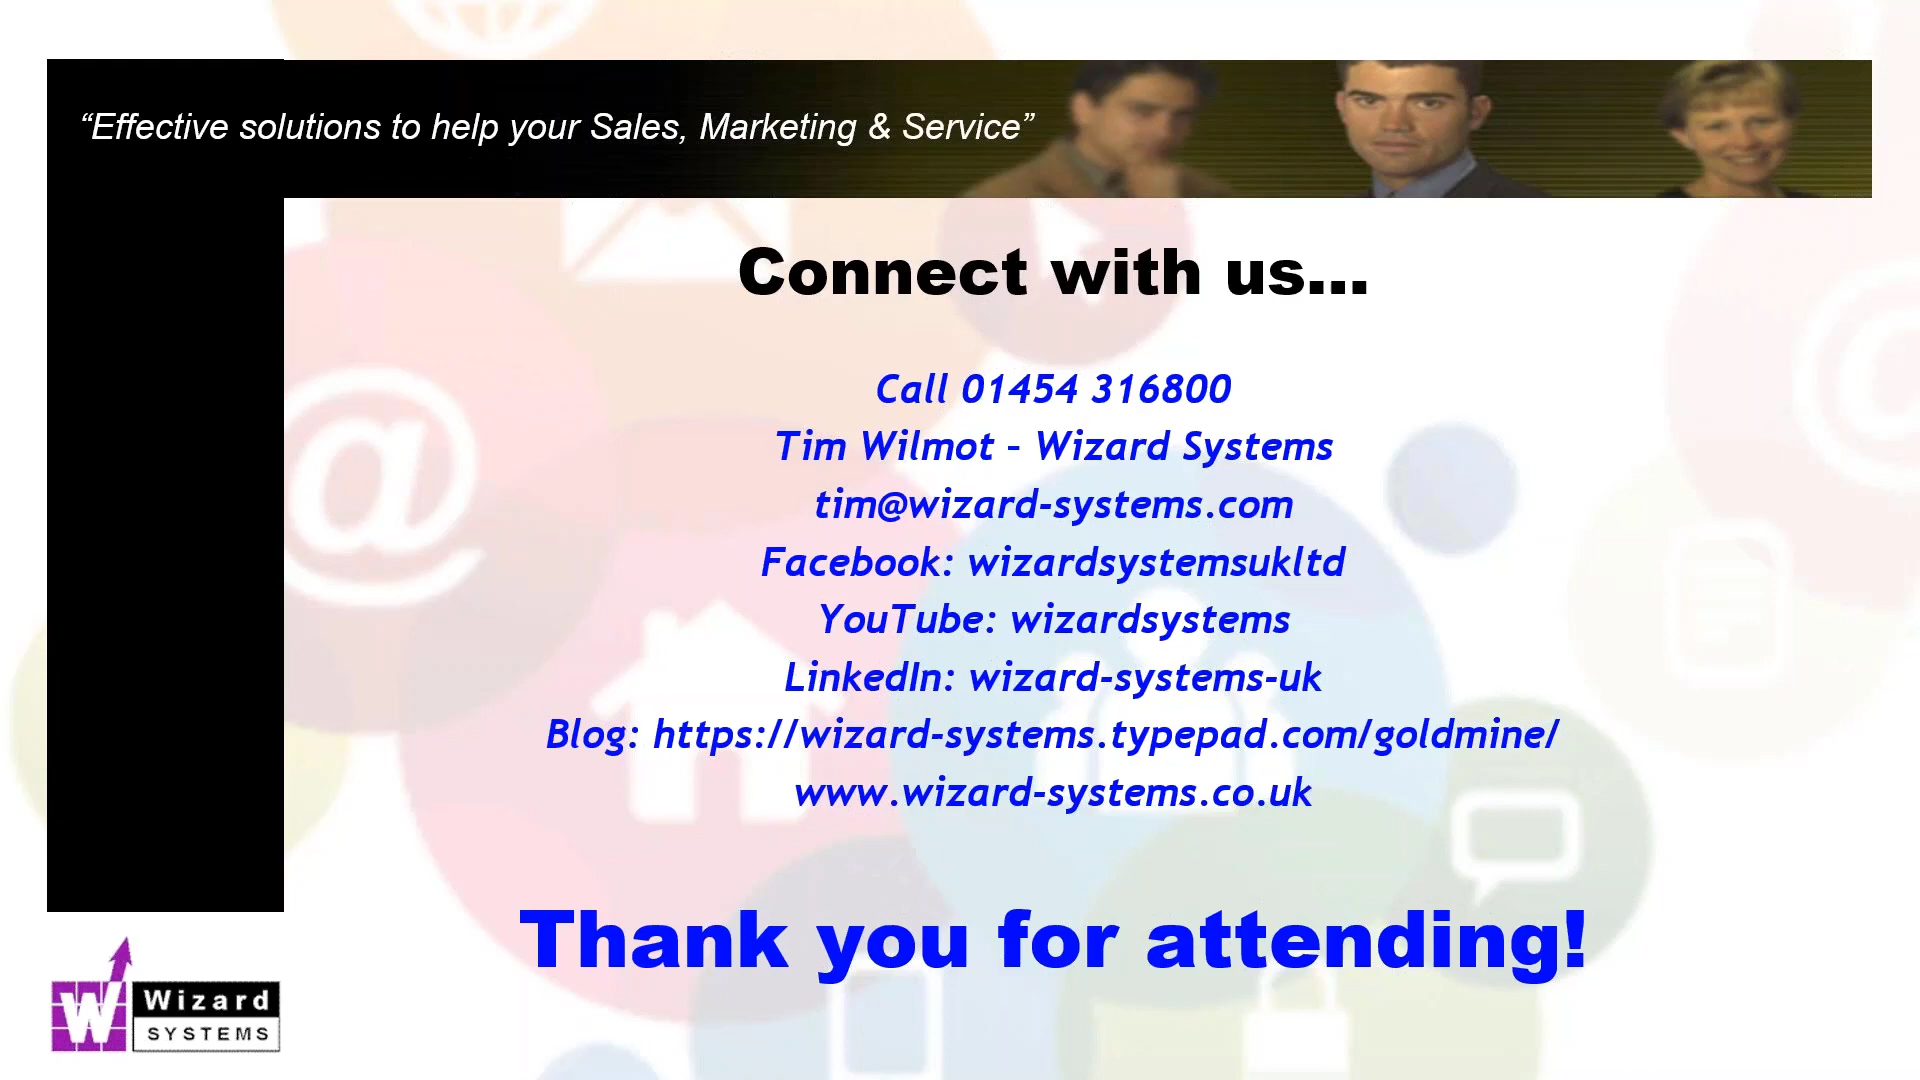 “Effective solutions to help your Sales, Marketing & Service”
Connect with us...
Call 01454 316800
Tim Wilmot – Wizard Systems
tim@wizard-systems.com
Facebook: wizardsystemsukltd
YouTube: wizardsystems
LinkedIn: wizard-systems-uk
Blog: https://wizard-systems.typepad.com/goldmine/
www.wizard-systems.co.uk
Thank you for attending!
W Wizard
SYSTEMS